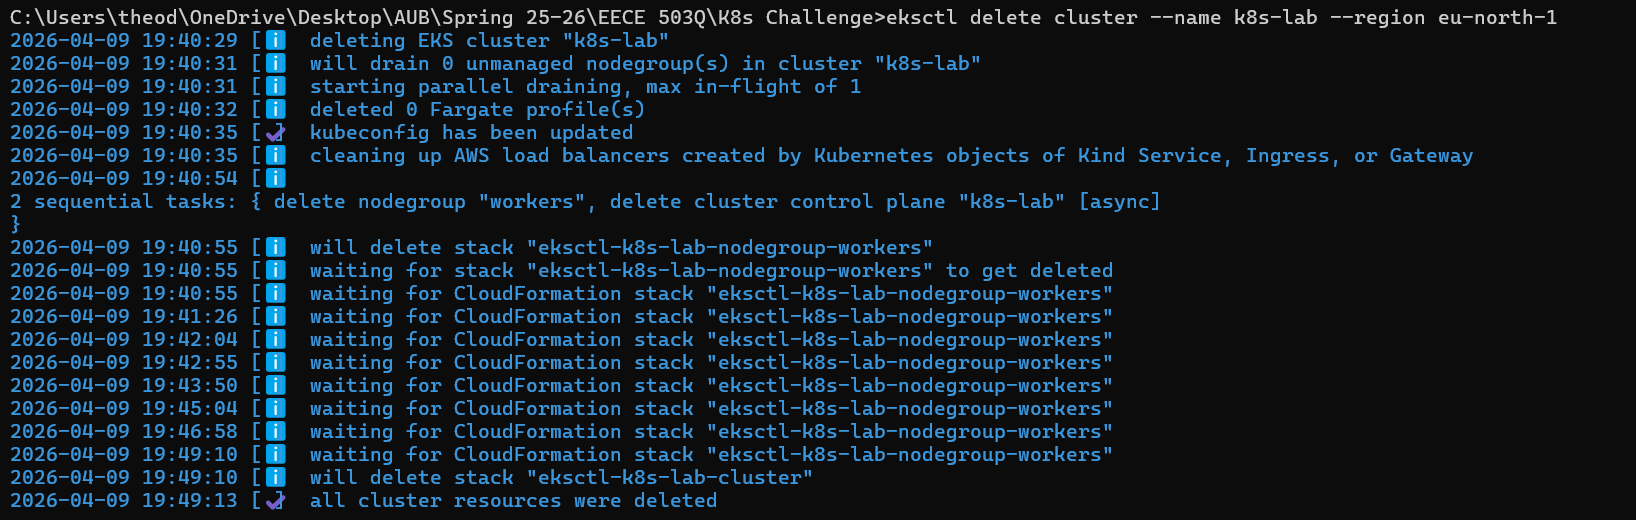 C:\Users\theod\OneDrive\Desktop\AUB\Spring 25-26\EECE 503Q\K8s Challenge>eksctl delete cluster --name k8s-lab --region eu-north-1
2026-04-09 19:40:29 [ℹ]  deleting EKS cluster "k8s-lab"
2026-04-09 19:40:31 [ℹ]  will drain 0 unmanaged nodegroup(s) in cluster "k8s-lab"
2026-04-09 19:40:31 [ℹ]  starting parallel draining, max in-flight of 1
2026-04-09 19:40:32 [ℹ]  deleted 0 Fargate profile(s)
2026-04-09 19:40:35 [✔]  kubeconfig has been updated
2026-04-09 19:40:35 [ℹ]  cleaning up AWS load balancers created by Kubernetes objects of Kind Service, Ingress, or Gateway
2026-04-09 19:40:54 [ℹ]
2 sequential tasks: { delete nodegroup "workers", delete cluster control plane "k8s-lab" [async]
}
2026-04-09 19:40:55 [ℹ]  will delete stack "eksctl-k8s-lab-nodegroup-workers"
2026-04-09 19:40:55 [ℹ]  waiting for stack "eksctl-k8s-lab-nodegroup-workers" to get deleted
2026-04-09 19:40:55 [ℹ]  waiting for CloudFormation stack "eksctl-k8s-lab-nodegroup-workers"
2026-04-09 19:41:26 [ℹ]  waiting for CloudFormation stack "eksctl-k8s-lab-nodegroup-workers"
2026-04-09 19:42:04 [ℹ]  waiting for CloudFormation stack "eksctl-k8s-lab-nodegroup-workers"
2026-04-09 19:42:55 [ℹ]  waiting for CloudFormation stack "eksctl-k8s-lab-nodegroup-workers"
2026-04-09 19:43:50 [ℹ]  waiting for CloudFormation stack "eksctl-k8s-lab-nodegroup-workers"
2026-04-09 19:45:04 [ℹ]  waiting for CloudFormation stack "eksctl-k8s-lab-nodegroup-workers"
2026-04-09 19:46:58 [ℹ]  waiting for CloudFormation stack "eksctl-k8s-lab-nodegroup-workers"
2026-04-09 19:49:10 [ℹ]  waiting for CloudFormation stack "eksctl-k8s-lab-nodegroup-workers"
2026-04-09 19:49:10 [ℹ]  will delete stack "eksctl-k8s-lab-cluster"
2026-04-09 19:49:13 [✔]  all cluster resources were deleted